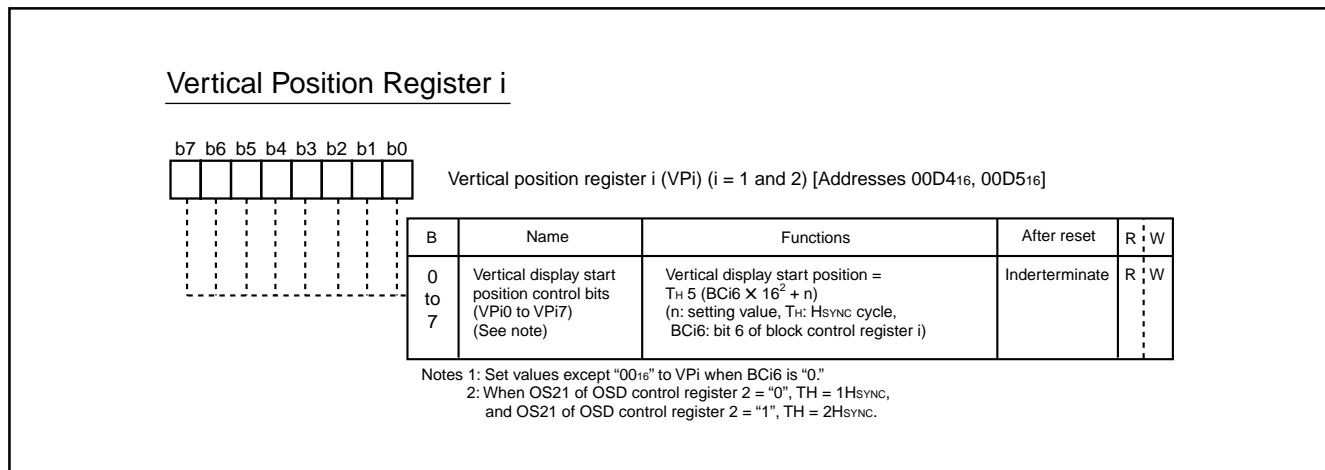 Vertical Position Register i
b7 b6 b5 b4 b3 b2 b1 b0
Vertical position register i (VPi) (i = 1 and 2) [Addresses 00D4₁₆, 00D5₁₆]
B Name Functions After reset R W
0 to 7
Vertical display start
position control bits
(VPi0 to VPi7)
(See note)
Vertical display start position =
TH 5 (BCi6 X 16² + n)
(n: setting value, TH: HSYNC cycle,
BCi6: bit 6 of block control register i)
Inderterminate R W
Notes 1: Set values except “00₁₆” to VPi when BCi6 is “0.”
2: When OS21 of OSD control register 2 = “0”, TH = 1HSYNC,
and OS21 of OSD control register 2 = “1”, TH = 2HSYNC.